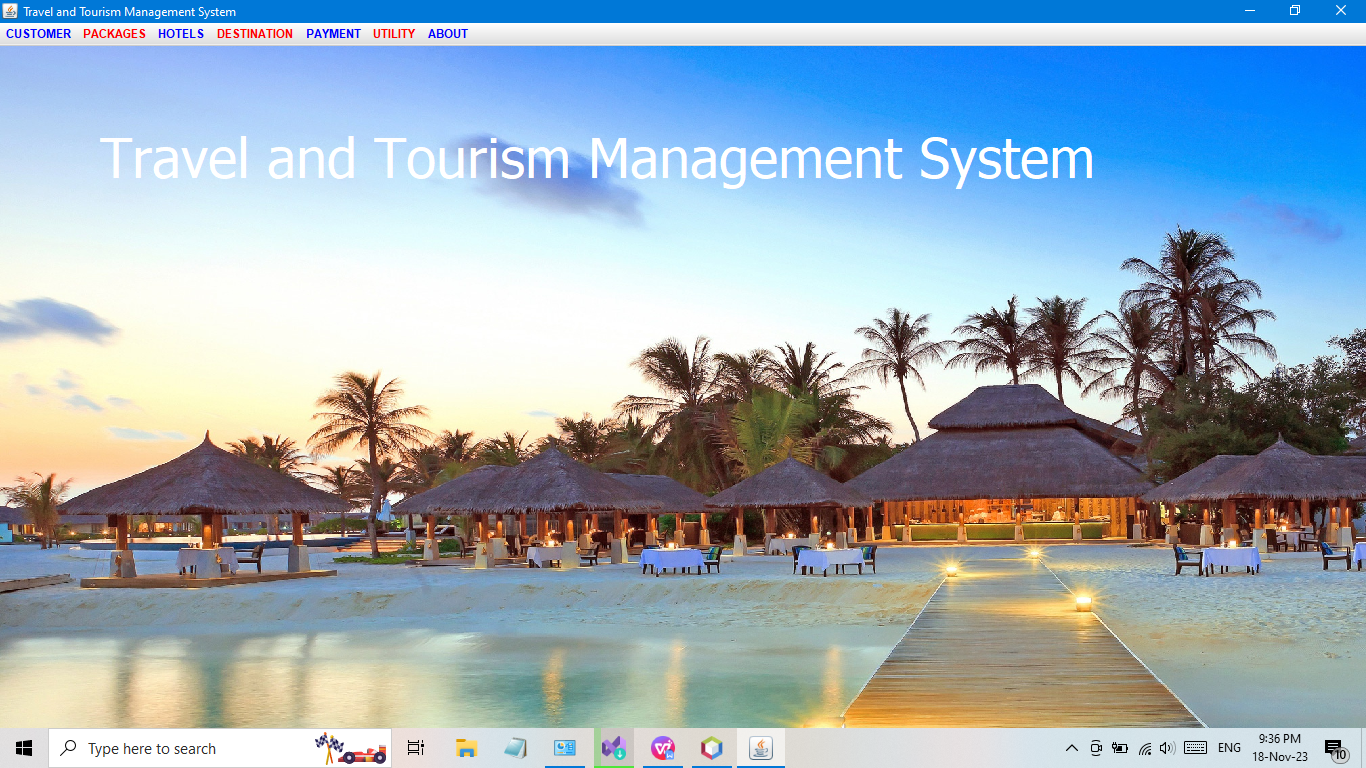 Travel and Tourism Management System
CUSTOMER PACKAGES HOTELS DESTINATION PAYMENT UTILITY ABOUT
Travel and Tourism Management System
Type here to search
ENG
9:36 PM
18-Nov-23
10